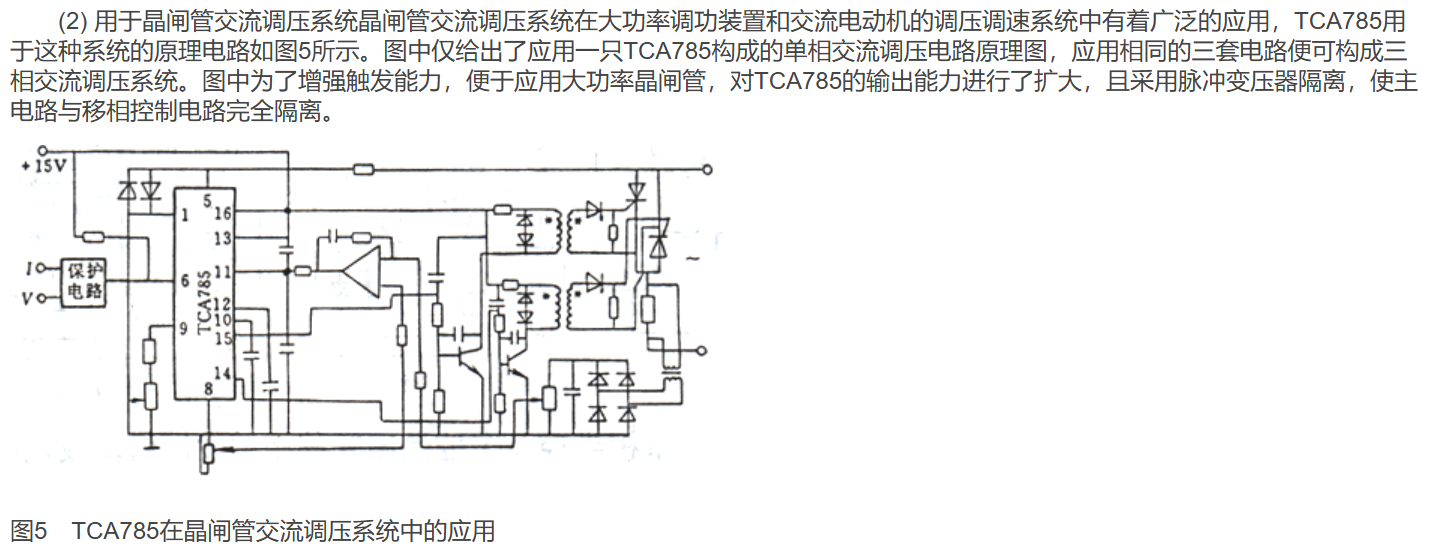 (2) 用于晶闸管交流调压系统晶闸管交流调压系统在大功率调功装置和交流电动机的调压调速系统中有着广泛的应用，TCA785用
于这种系统的原理电路如图5所示。图中仅给出了应用一只TCA785构成的单相交流调压电路原理图，应用相同的三套电路便可构成三
相交流调压系统。图中为了增强触发能力，便于应用大功率晶闸管，对TCA785的输出能力进行了扩大，且采用脉冲变压器隔离，使主
电路与移相控制电路完全隔离。
+15V
5
1
16
13
I
保护
电路
6
11
V
TCA785
12
10
9
15
14
8
*
*
*
*
~
图5 TCA785在晶闸管交流调压系统中的应用